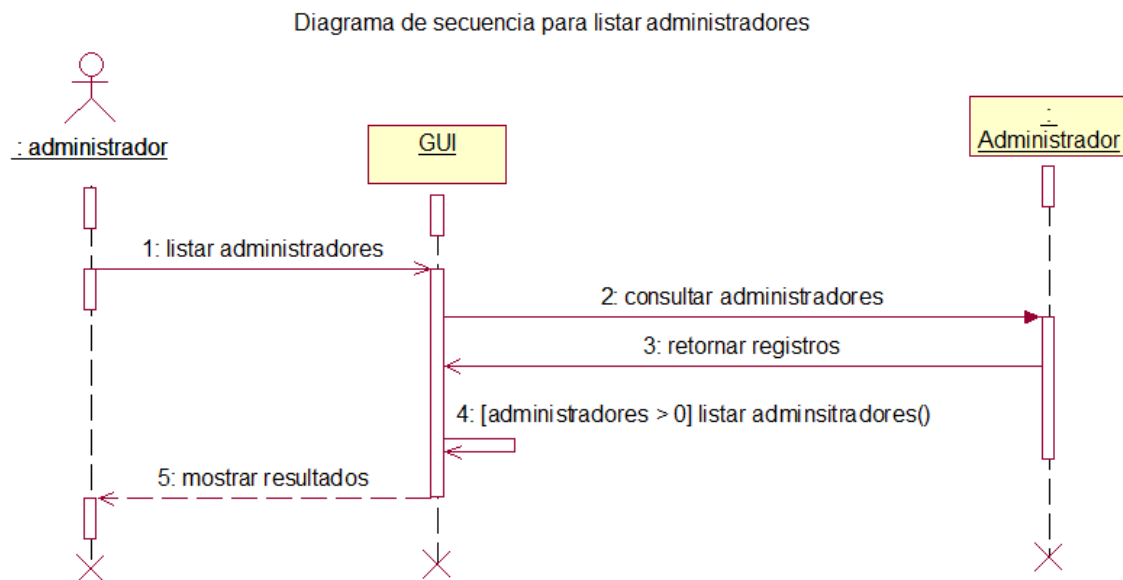 Diagrama de secuencia para listar administradores
: administrador
GUI
:
Administrador
1: listar administradores
2: consultar administradores
3: retornar registros
4: [administradores > 0] listar adminsitradores()
5: mostrar resultados